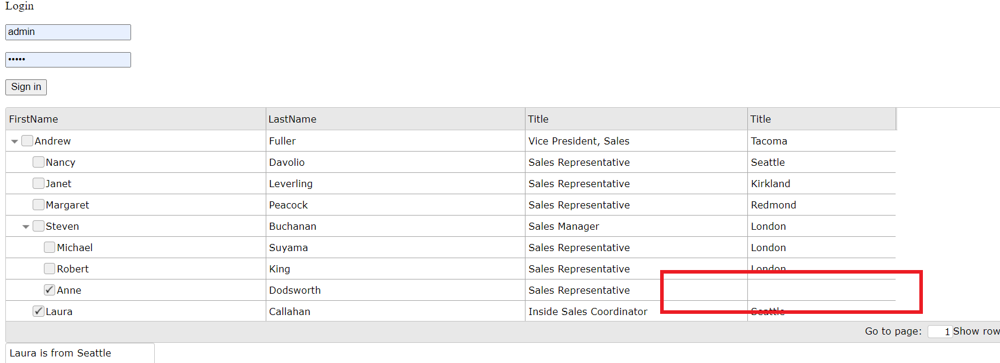 Login
admin
•••••
Sign in
FirstName LastName Title Title
Andrew Fuller Vice President, Sales Tacoma
Nancy Davolio Sales Representative Seattle
Janet Leverling Sales Representative Kirkland
Margaret Peacock Sales Representative Redmond
Steven Buchanan Sales Manager London
Michael Suyama Sales Representative London
Robert King Sales Representative London
Anne Dodsworth Sales Representative
Laura Callahan Inside Sales Coordinator Seattle
Go to page: 1 Show row
Laura is from Seattle